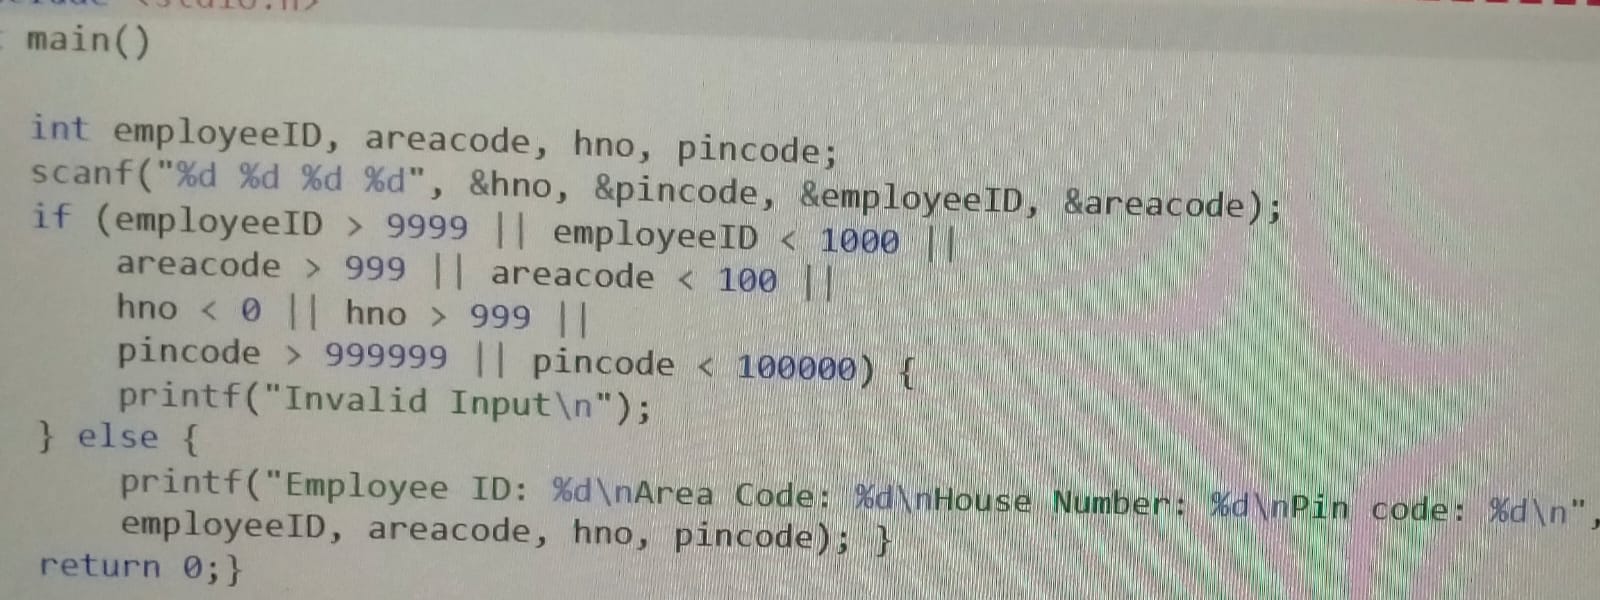 <stdio.h>
main()
int employeeID, areacode, hno, pincode;
scanf("%d %d %d %d", &hno, &pincode, &employeeID, &areacode);
if (employeeID > 9999 || employeeID < 1000 ||
areacode > 999 || areacode < 100 ||
hno < 0 || hno > 999 ||
pincode > 999999 || pincode < 100000) {
printf("Invalid Input\n");
} else {
printf("Employee ID: %d\nArea Code: %d\nHouse Number: %d\nPin code: %d\n",
employeeID, areacode, hno, pincode); }
return 0;}